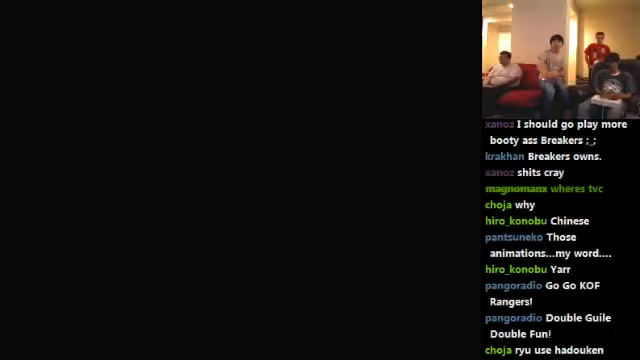 xanoz I should go play more
booty ass Breakers ;_;
krakhan Breakers owns.
xanoz shits cray
magnomanx wheres tvc
choja why
hiro_konobu Chinese
pantsuneko Those
animations...my word....
hiro_konobu Yarr
pangoradio Go Go KOF
Rangers!
pangoradio Double Guile
Double Fun!
choja ryu use hadouken